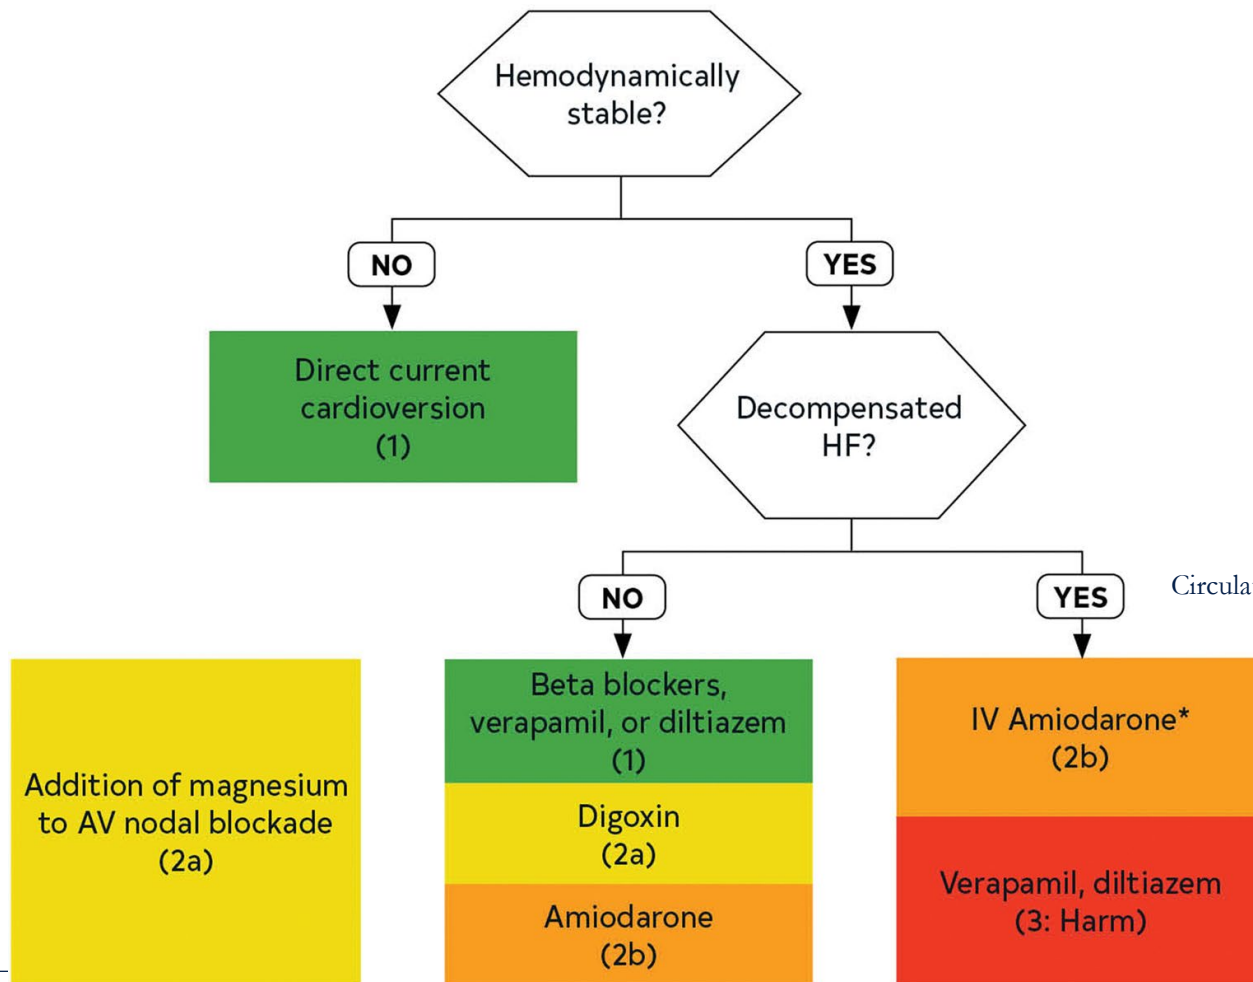 Hemodynamically
stable?
NO
YES
Direct current
cardioversion
(1)
Decompensated
HF?
NO
YES
Circula
Addition of magnesium
to AV nodal blockade
(2a)
Beta blockers,
verapamil, or diltiazem
(1)
Digoxin
(2a)
Amiodarone
(2b)
IV Amiodarone*
(2b)
Verapamil, diltiazem
(3: Harm)